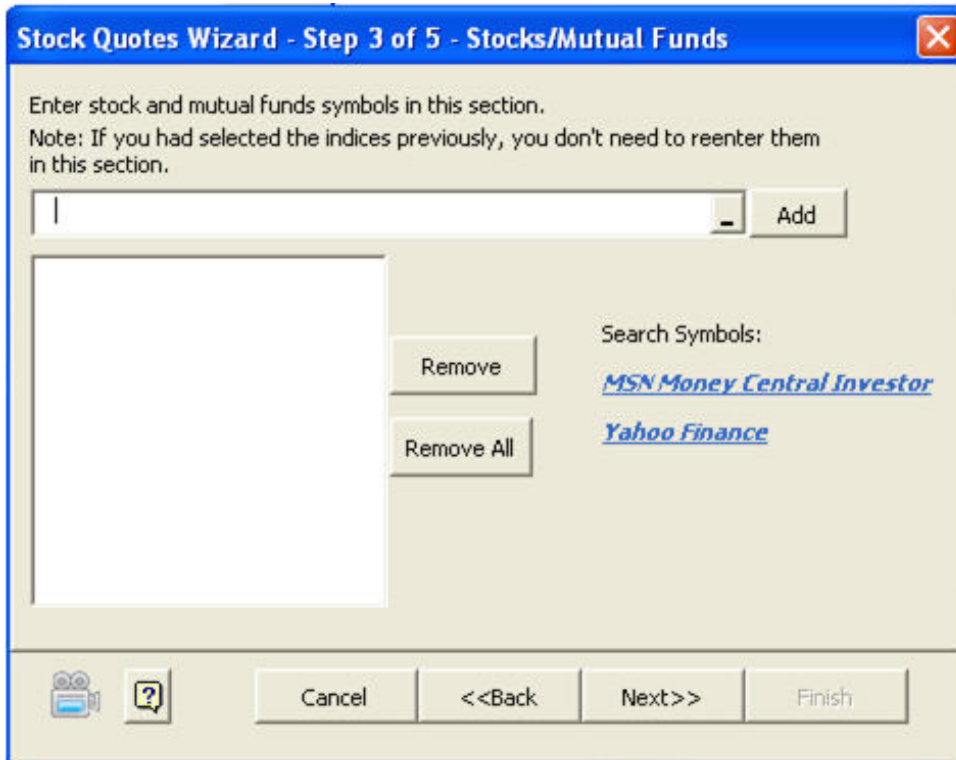 Stock Quotes Wizard - Step 3 of 5 - Stocks/Mutual Funds
Enter stock and mutual funds symbols in this section.
Note: If you had selected the indices previously, you don't need to reenter them
in this section.
Add
Remove
Remove All
Search Symbols:
MSN Money Central Investor
Yahoo Finance
Cancel
<<Back
Next>>
Finish